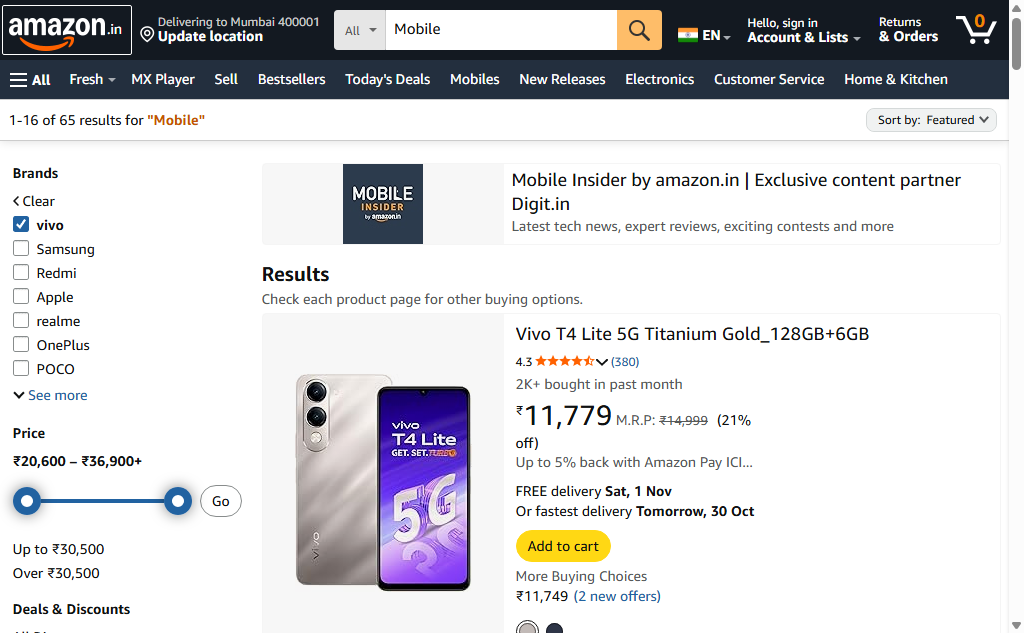 amazon.in
Delivering to Mumbai 400001
Update location
All
Mobile
EN
Hello, sign in
Account & Lists
Returns
& Orders
0
All
Fresh
MX Player
Sell
Bestsellers
Today's Deals
Mobiles
New Releases
Electronics
Customer Service
Home & Kitchen
1-16 of 65 results for "Mobile"
Sort by: Featured
Brands
Clear
vivo
Samsung
Redmi
Apple
realme
OnePlus
POCO
See more
Price
₹20,600 – ₹36,900+
Go
Up to ₹30,500
Over ₹30,500
Deals & Discounts
MOBILE
INSIDER
by amazon.in
Mobile Insider by amazon.in | Exclusive content partner
Digit.in
Latest tech news, expert reviews, exciting contests and more
Results
Check each product page for other buying options.
vivo
vivo
T4 Lite
GET. SET. TURBO
5G
Vivo T4 Lite 5G Titanium Gold_128GB+6GB
4.3 (380)
2K+ bought in past month
₹11,779 M.R.P: ₹14,999 (21%
off)
Up to 5% back with Amazon Pay ICI...
FREE delivery Sat, 1 Nov
Or fastest delivery Tomorrow, 30 Oct
Add to cart
More Buying Choices
₹11,749 (2 new offers)